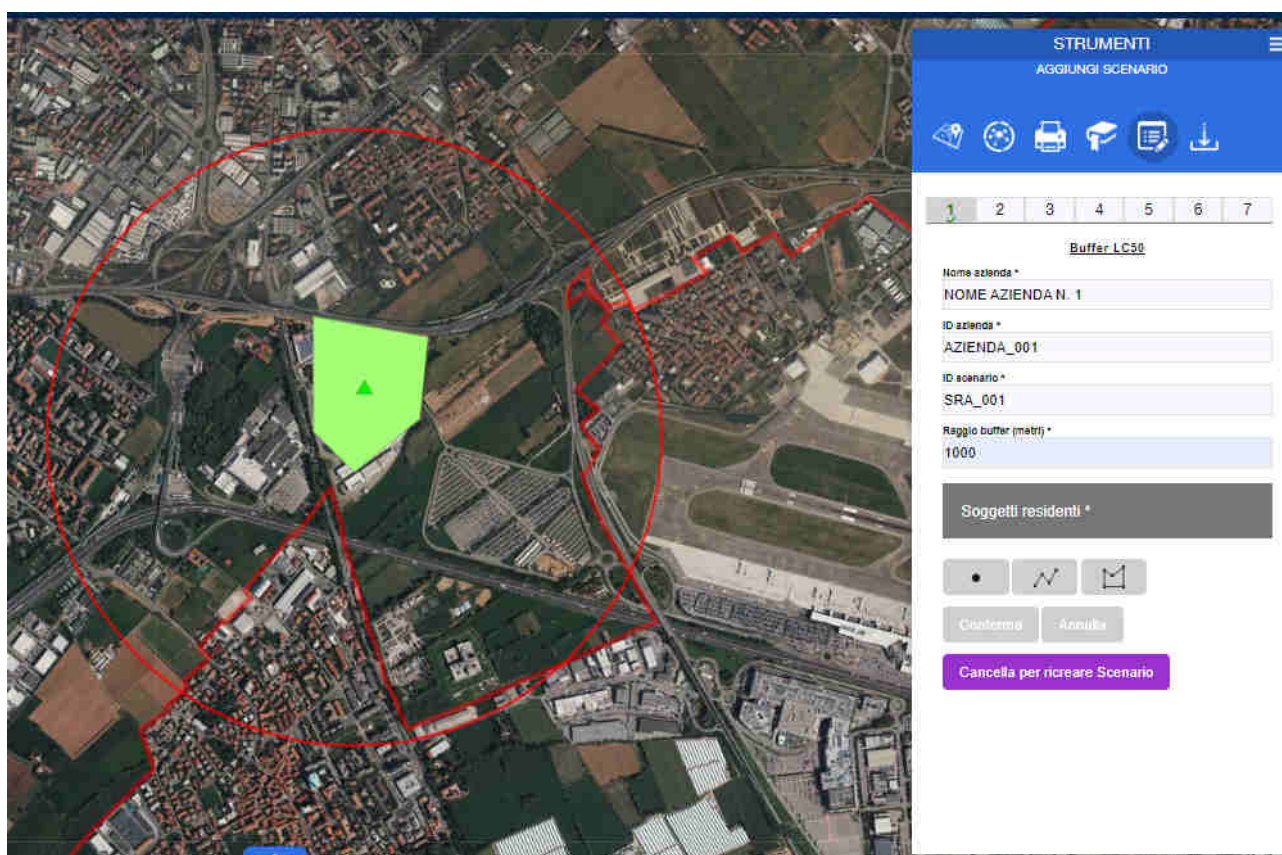 STRUMENTI
AGGIUNGI SCENARIO
1 2 3 4 5 6 7
Buffer LC50
Nome azienda *
NOME AZIENDA N. 1
ID azienda *
AZIENDA_001
ID scenario *
SRA_001
Raggio buffer (metri) *
1000
Soggetti residenti *
Conferma Annulla
Cancella per ricreare Scenario